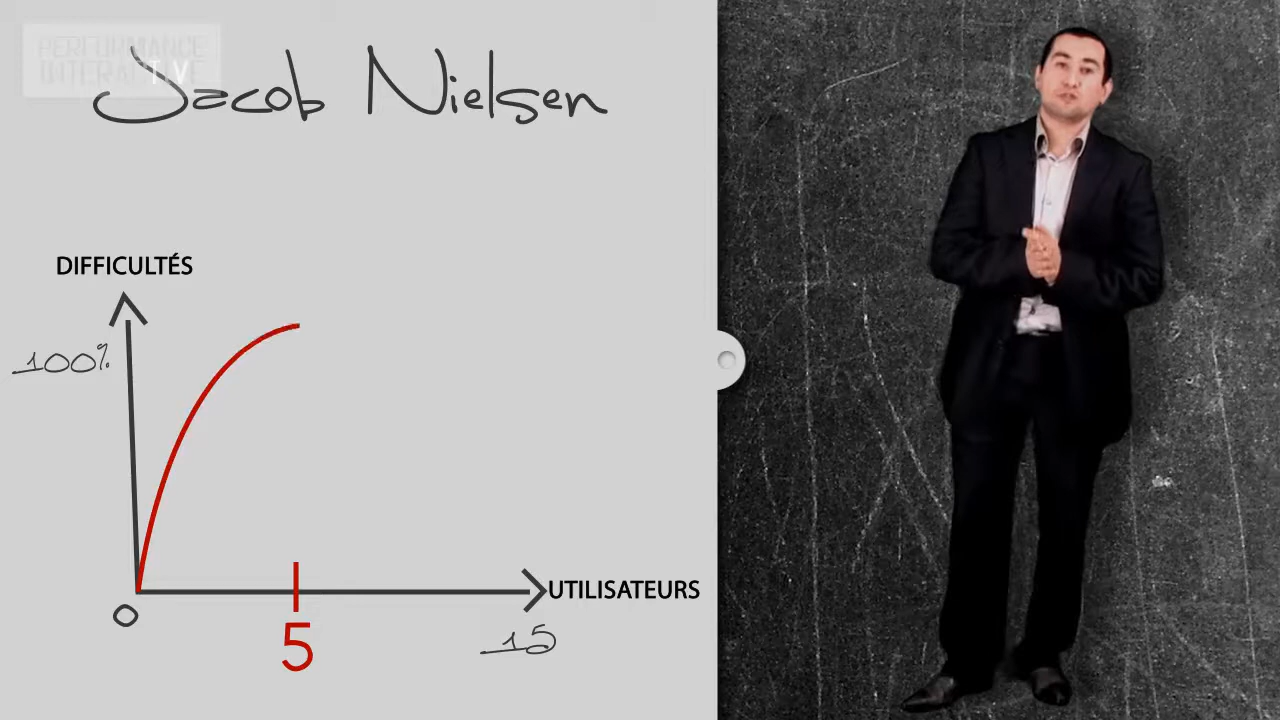 PERFORMANCE
INTERACTIVE
Jacob Nielsen
DIFFICULTÉS
100%
UTILISATEURS
0
5
15